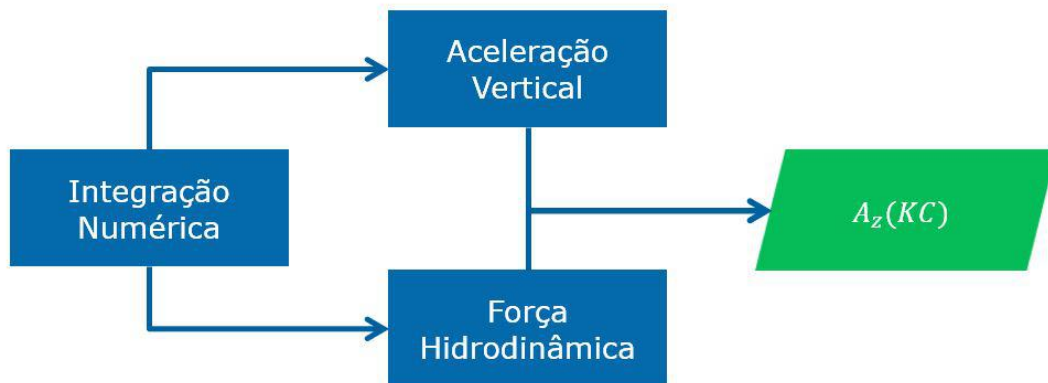 Aceleração
Vertical
Integração
Numérica
A_z(KC)
Força
Hidrodinâmica